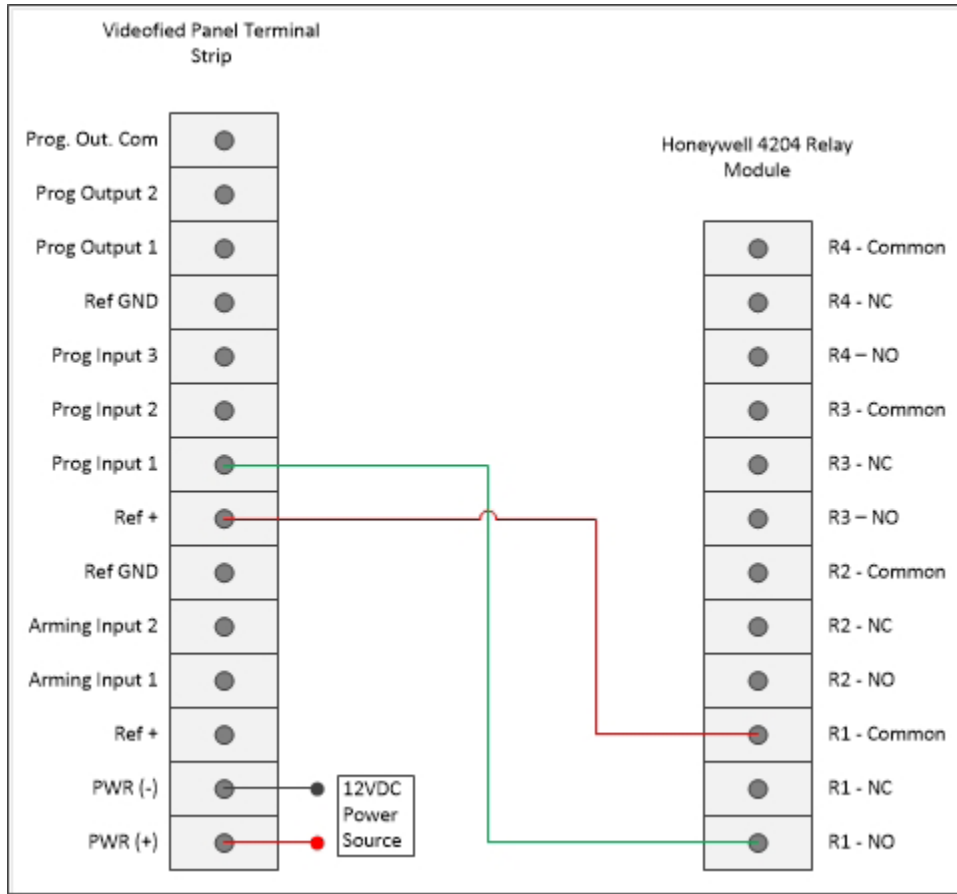 Videofied Panel Terminal
Strip
Prog. Out. Com
Prog Output 2
Prog Output 1
Ref GND
Prog Input 3
Prog Input 2
Prog Input 1
Ref +
Ref GND
Arming Input 2
Arming Input 1
Ref +
PWR (-)
PWR (+)
12VDC
Power
Source
Honeywell 4204 Relay
Module
R4 - Common
R4 - NC
R4 – NO
R3 - Common
R3 - NC
R3 – NO
R2 - Common
R2 - NC
R2 - NO
R1 - Common
R1 - NC
R1 - NO